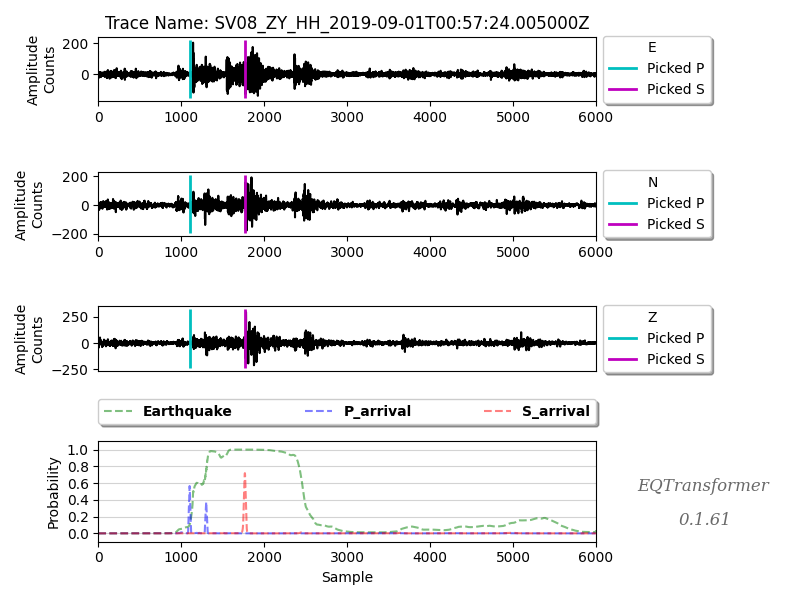 Trace Name: SV08_ZY_HH_2019-09-01T00:57:24.005000Z
Amplitude
Counts
200
0
0 1000 2000 3000 4000 5000 6000
E
Picked P
Picked S
Amplitude
Counts
200
0
−200
0 1000 2000 3000 4000 5000 6000
N
Picked P
Picked S
Amplitude
Counts
250
0
−250
0 1000 2000 3000 4000 5000 6000
Z
Picked P
Picked S
Earthquake P_arrival S_arrival
Probability
1.0
0.8
0.6
0.4
0.2
0.0
0 1000 2000 3000 4000 5000 6000
Sample
EQTransformer
0.1.61